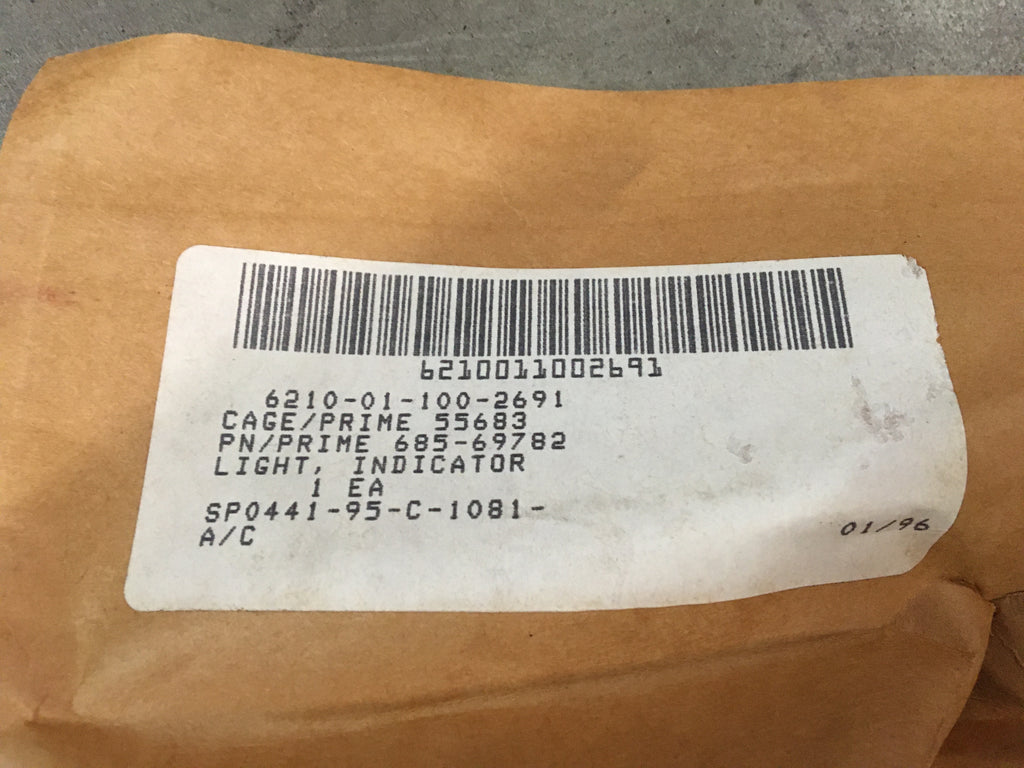 6210011002691
6210-01-100-2691
CAGE/PRIME 55683
PN/PRIME 685-69782
LIGHT, INDICATOR
1 EA
SP0441-95-C-1081-
A/C
01/96